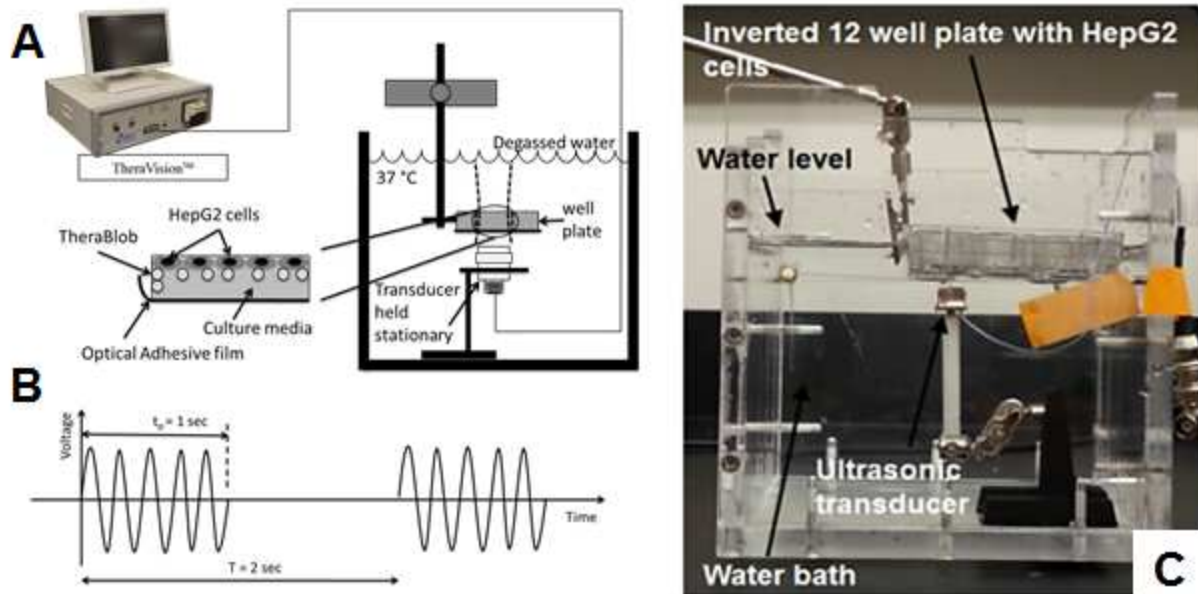 A
TheraVision™
Degassed water
37 °C
well
plate
HepG2 cells
TheraBlob
Transducer
held
stationary
Culture media
Optical Adhesive film
B
Voltage
tp = 1 sec
Time
T = 2 sec
Inverted 12 well plate with HepG2
cells
Water level
Ultrasonic
transducer
Water bath
C